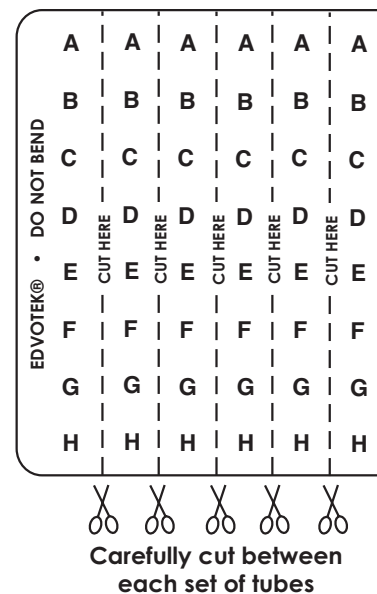 EDVOTEK® • DO NOT BEND
A A A A A A
B B B B B B
C C C C C C
D D D D D D
CUT HERE
CUT HERE
CUT HERE
CUT HERE
CUT HERE
E E E E E E
F F F F F F
G G G G G G
H H H H H H
Carefully cut between
each set of tubes